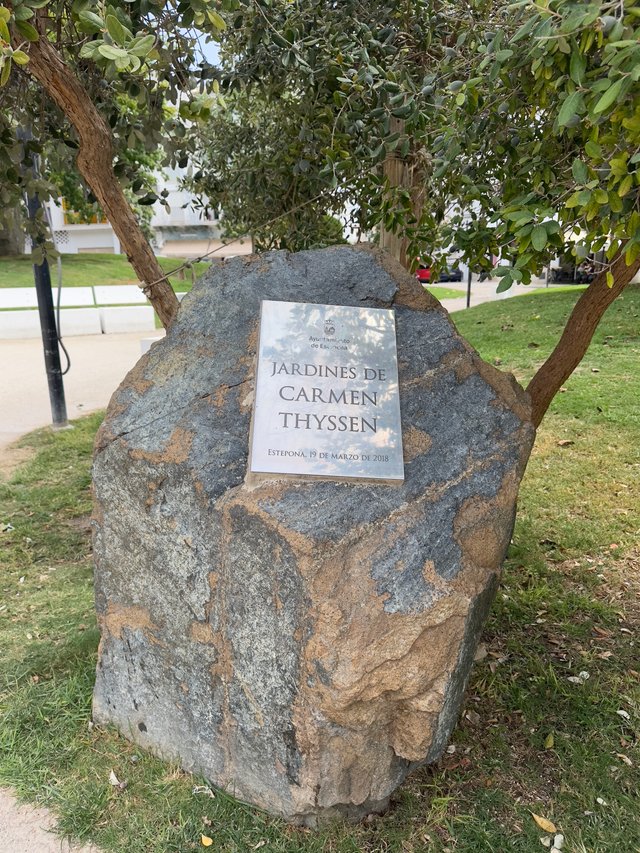 Ayuntamiento
de Estepona
JARDINES DE
CARMEN
THYSSEN
ESTEPONA, 19 DE MARZO DE 2018